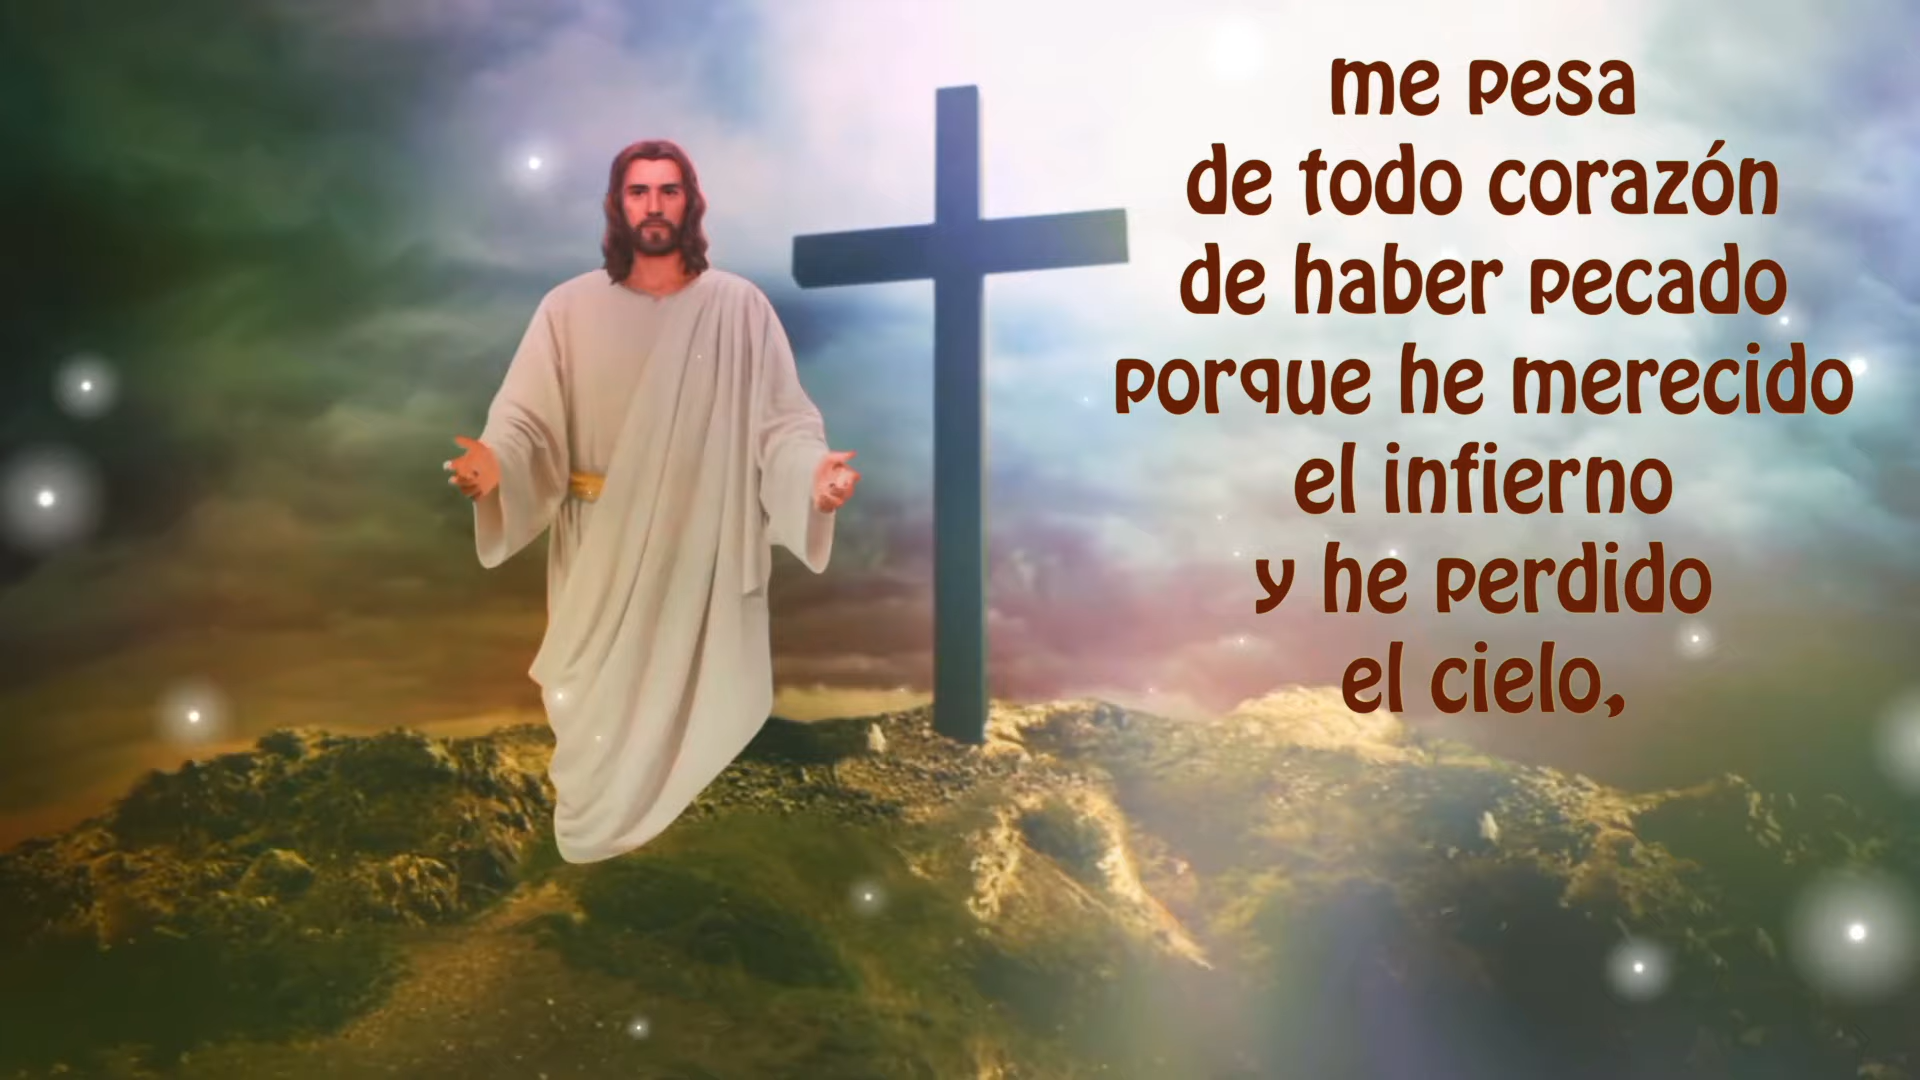 me pesa
de todo corazón
de haber pecado
porque he merecido
el infierno
y he perdido
el cielo,